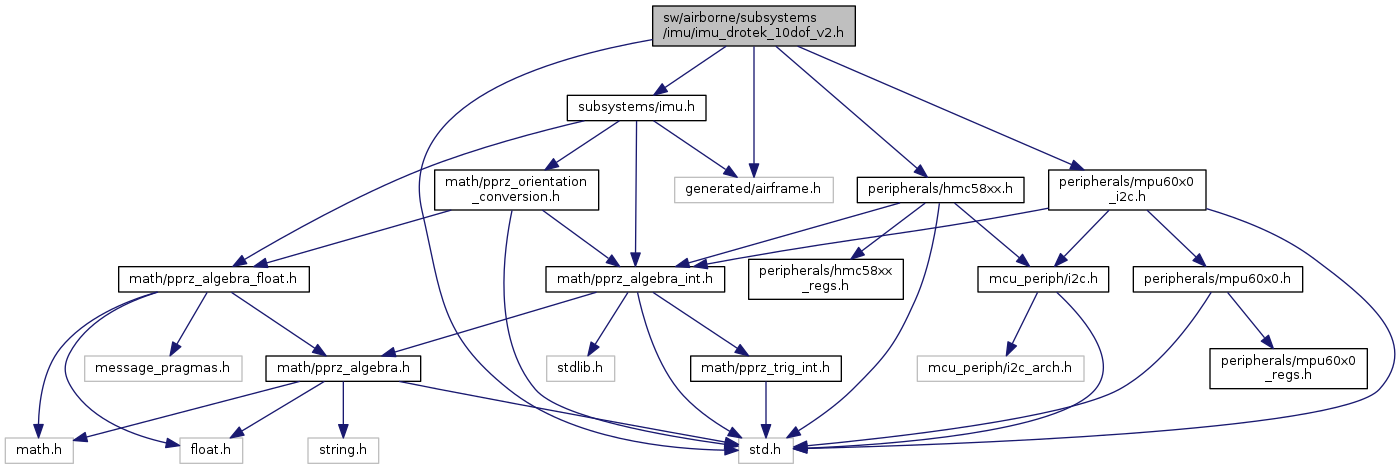 sw/airborne/subsystems
/imu/imu_drotek_10dof_v2.h
subsystems/imu.h
math/pprz_orientation
_conversion.h
generated/airframe.h
peripherals/hmc58xx.h
peripherals/mpu60x0
_i2c.h
math/pprz_algebra_float.h
math/pprz_algebra_int.h
peripherals/hmc58xx
_regs.h
mcu_periph/i2c.h
peripherals/mpu60x0.h
message_pragmas.h
math/pprz_algebra.h
stdlib.h
math/pprz_trig_int.h
mcu_periph/i2c_arch.h
peripherals/mpu60x0
_regs.h
math.h
float.h
string.h
std.h